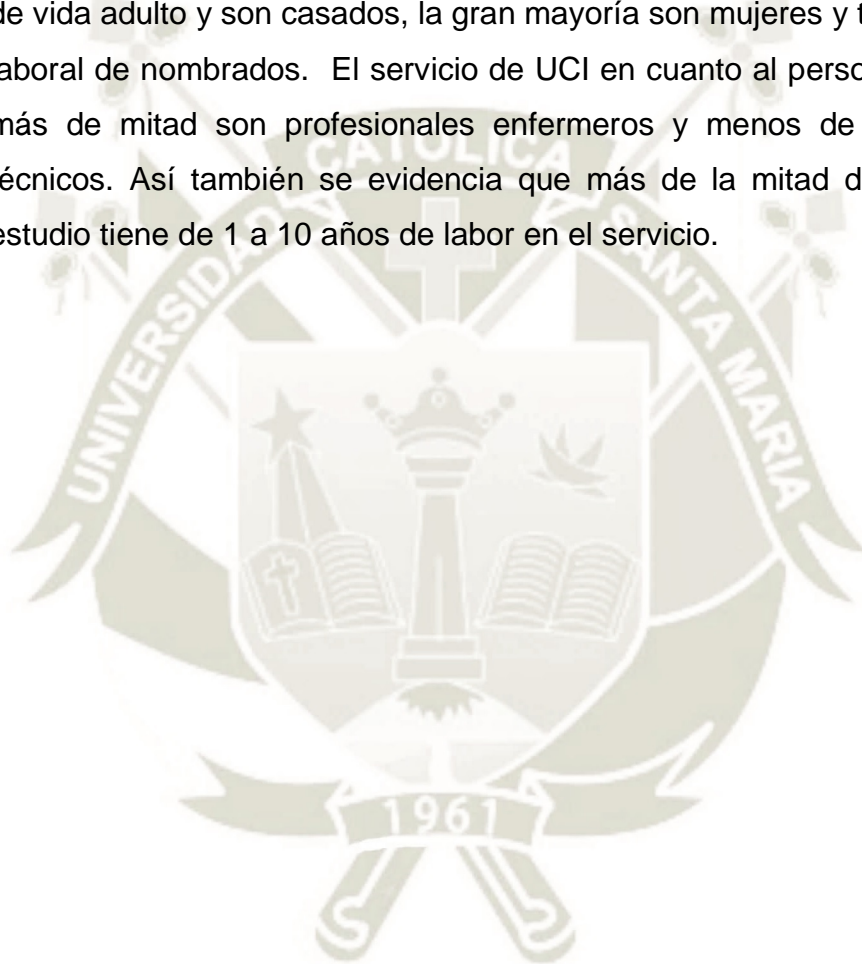 de vida adulto y son casados, la gran mayoría son mujeres y t
aboral de nombrados. El servicio de UCI en cuanto al perso
más de mitad son profesionales enfermeros y menos de
écnicos. Así también se evidencia que más de la mitad d
estudio tiene de 1 a 10 años de labor en el servicio.
UNIVERSIDAD CATOLICA SANTA MARIA
1961